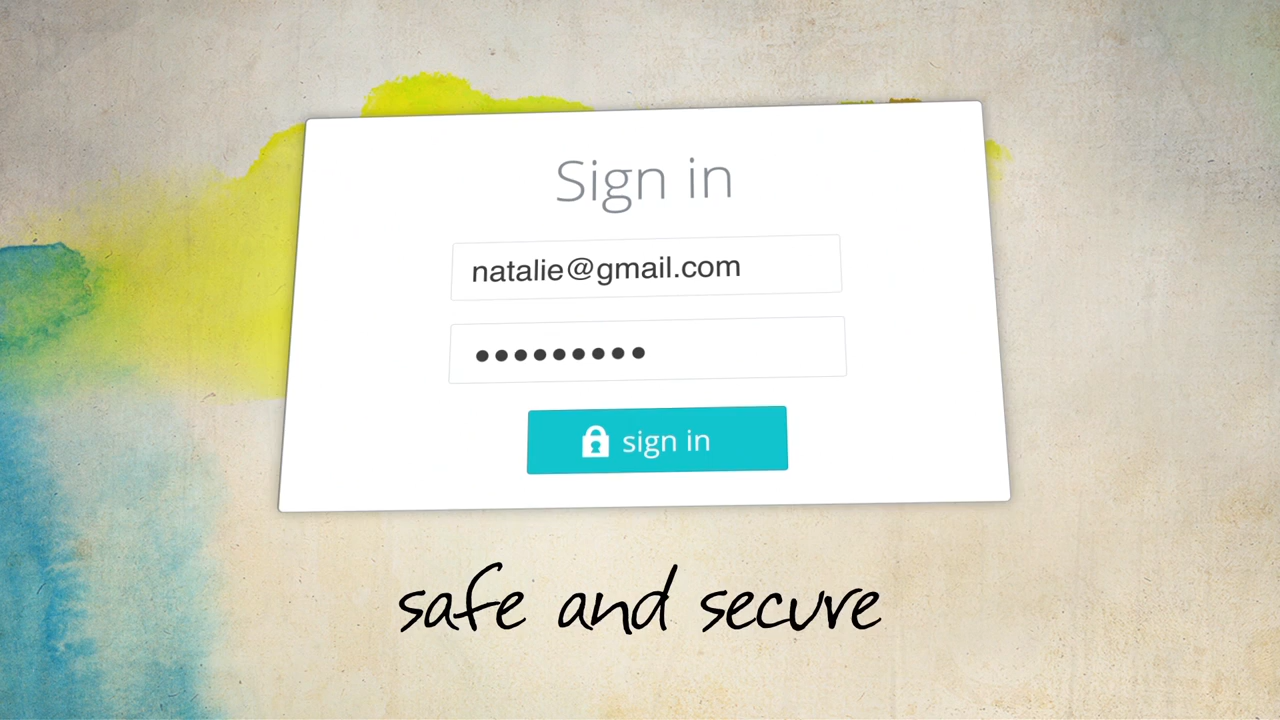 Sign in
natalie@gmail.com
•••••••••
sign in
safe and secure